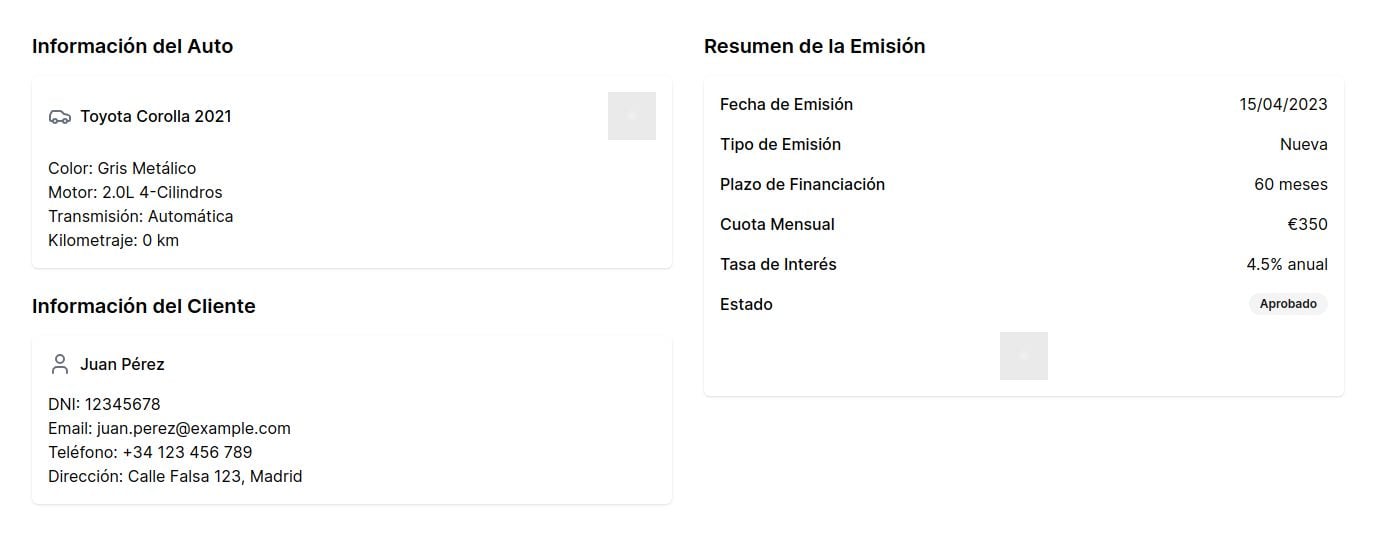 Información del Auto
Toyota Corolla 2021
Color: Gris Metálico
Motor: 2.0L 4-Cilindros
Transmisión: Automática
Kilometraje: 0 km
Información del Cliente
Juan Pérez
DNI: 12345678
Email: juan.perez@example.com
Teléfono: +34 123 456 789
Dirección: Calle Falsa 123, Madrid
Resumen de la Emisión
Fecha de Emisión 15/04/2023
Tipo de Emisión Nueva
Plazo de Financiación 60 meses
Cuota Mensual €350
Tasa de Interés 4.5% anual
Estado Aprobado